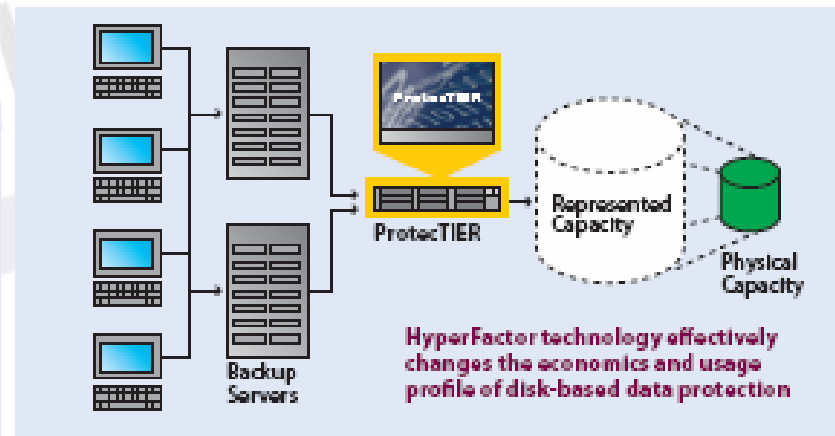 ProtecTIER
ProtecTIER
Represented
Capacity
Physical
Capacity
Backup
Servers
HyperFactor technology effectively
changes the economics and usage
profile of disk-based data protection